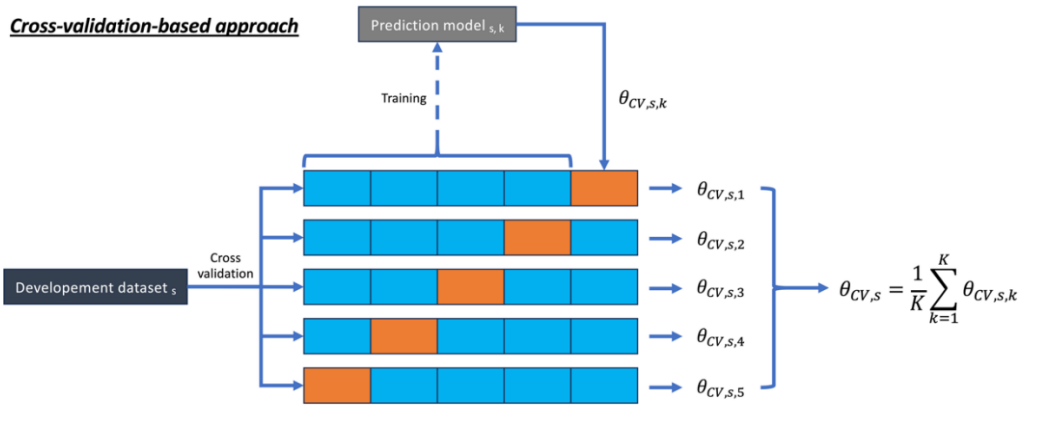 Cross-validation-based approach
Prediction model s, k
Training
θCV,s,k
θCV,s,1
θCV,s,2
Cross
validation
Developement dataset s
θCV,s,3
θCV,s = 1/K ∑ k=1 K θCV,s,k
θCV,s,4
θCV,s,5